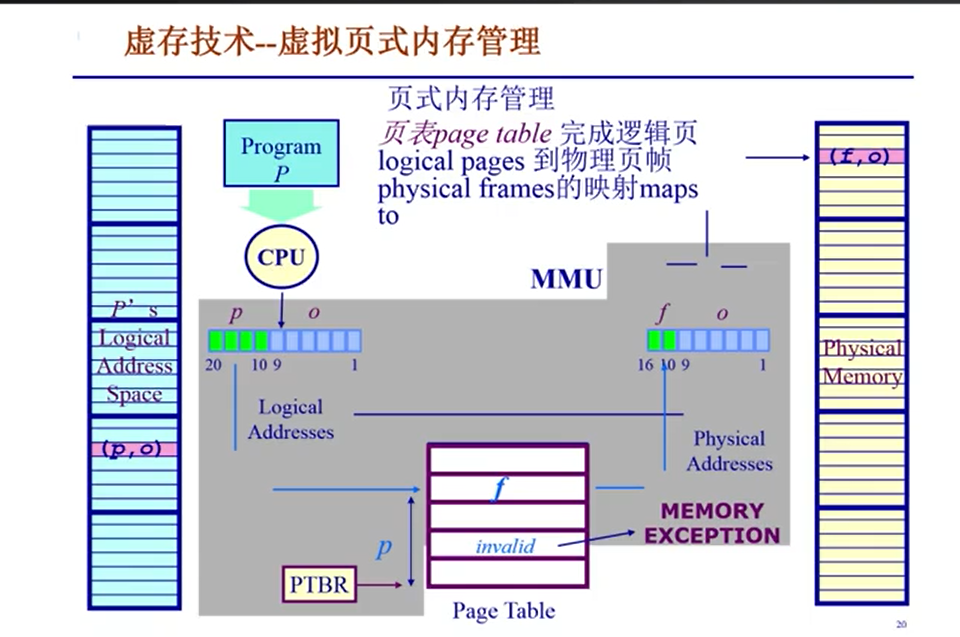 虚存技术--虚拟页式内存管理
页式内存管理
页表page table 完成逻辑页
logical pages 到物理页帧
physical frames的映射maps
to
Program
P
CPU
MMU
(f,o)
P's
Logical
Address
Space
(p,o)
p o
20 10 9 1
Logical
Addresses
f o
16 10 9 1
Physical
Addresses
Physical
Memory
f
p
invalid
MEMORY
EXCEPTION
PTBR
Page Table
20